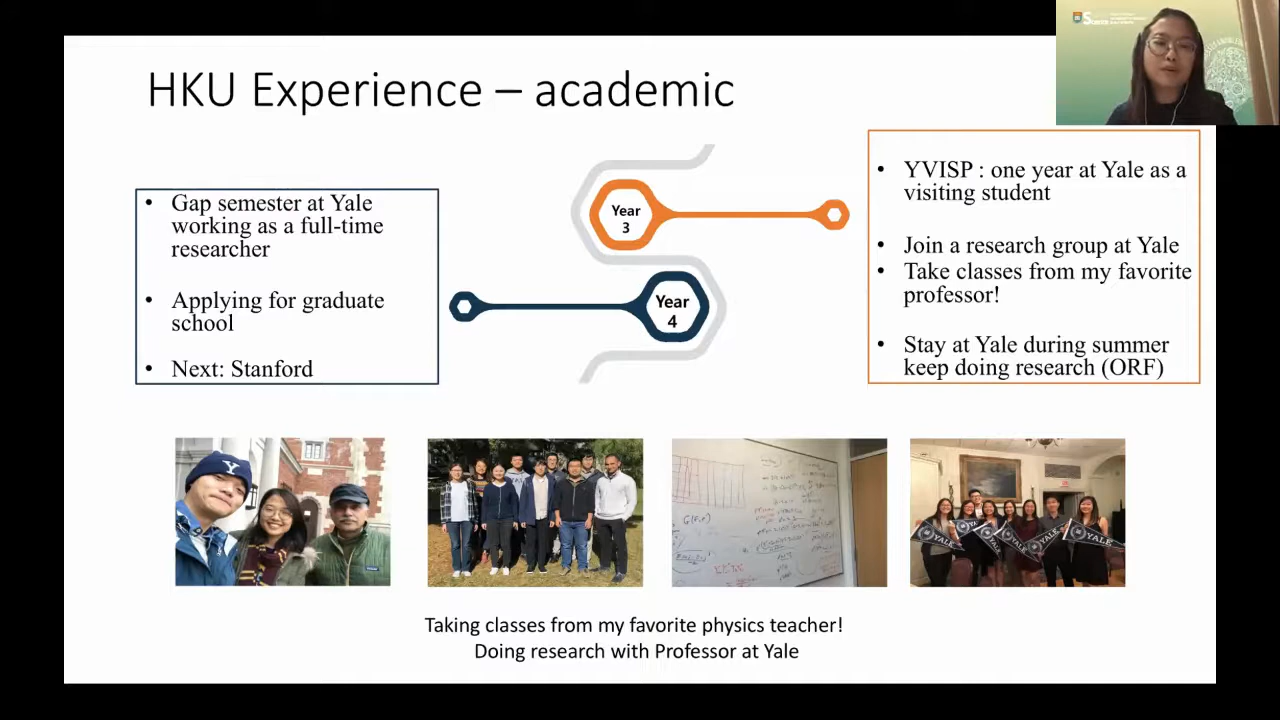 HKU Experience – academic
• Gap semester at Yale
working as a full-time
researcher
• Applying for graduate
school
• Next: Stanford
Year
3
Year
4
• YVISP : one year at Yale as a
visiting student
• Join a research group at Yale
• Take classes from my favorite
professor!
• Stay at Yale during summer
keep doing research (ORF)
Y
YALE
YALE
YALE
Taking classes from my favorite physics teacher!
Doing research with Professor at Yale